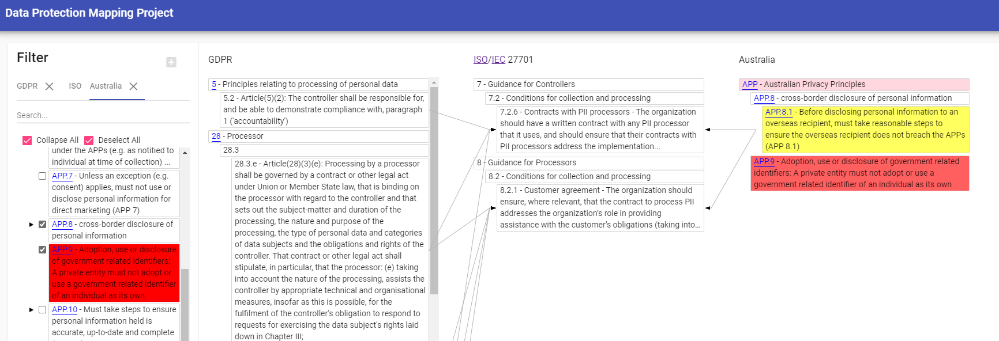 Data Protection Mapping Project
Filter
GDPR
ISO
Australia
Search...
Collapse All
Deselect All
under the APPs (e.g. as notified to
individual at time of collection) ...
APP.7 - Unless an exception (e.g.
consent) applies, must not use or
disclose personal information for
direct marketing (APP 7)
APP.8 - cross-border disclosure of
personal information
APP.9 - Adoption, use or disclosure
of government related identifiers:
A private entity must not adopt or
use a government related identifier
of an individual as its own
APP.10 - Must take steps to ensure
personal information held is
accurate, up-to-date and complete
GDPR
5 - Principles relating to processing of personal data
5.2 - Article(5)(2): The controller shall be responsible for,
and be able to demonstrate compliance with, paragraph
1 ('accountability')
28 - Processor
28.3
28.3.e - Article(28)(3)(e): Processing by a processor
shall be governed by a contract or other legal act
under Union or Member State law, that is binding on
the processor with regard to the controller and that
sets out the subject-matter and duration of the
processing, the nature and purpose of the
processing, the type of personal data and categories
of data subjects and the obligations and rights of the
controller. That contract or other legal act shall
stipulate, in particular, that the processor: (e) taking
into account the nature of the processing, assists the
controller by appropriate technical and organisational
measures, insofar as this is possible, for the
fulfilment of the controller's obligation to respond to
requests for exercising the data subject's rights laid
down in Chapter III;
ISO/IEC 27701
7 - Guidance for Controllers
7.2 - Conditions for collection and processing
7.2.6 - Contracts with PII processors - The organization
should have a written contract with any PII processor
that it uses, and should ensure that their contracts with
PII processors address the implementation...
8 - Guidance for Processors
8.2 - Conditions for collection and processing
8.2.1 - Customer agreement - The organization should
ensure, where relevant, that the contract to process PII
addresses the organization's role in providing
assistance with the customer's obligations (taking into...
Australia
APP - Australian Privacy Principles
APP.8 - cross-border disclosure of personal information
APP.8.1 - Before disclosing personal information to an
overseas recipient, must take reasonable steps to
ensure the overseas recipient does not breach the APPs
(APP 8.1)
APP.9 - Adoption, use or disclosure of government related
identifiers: A private entity must not adopt or use a
government related identifier of an individual as its own